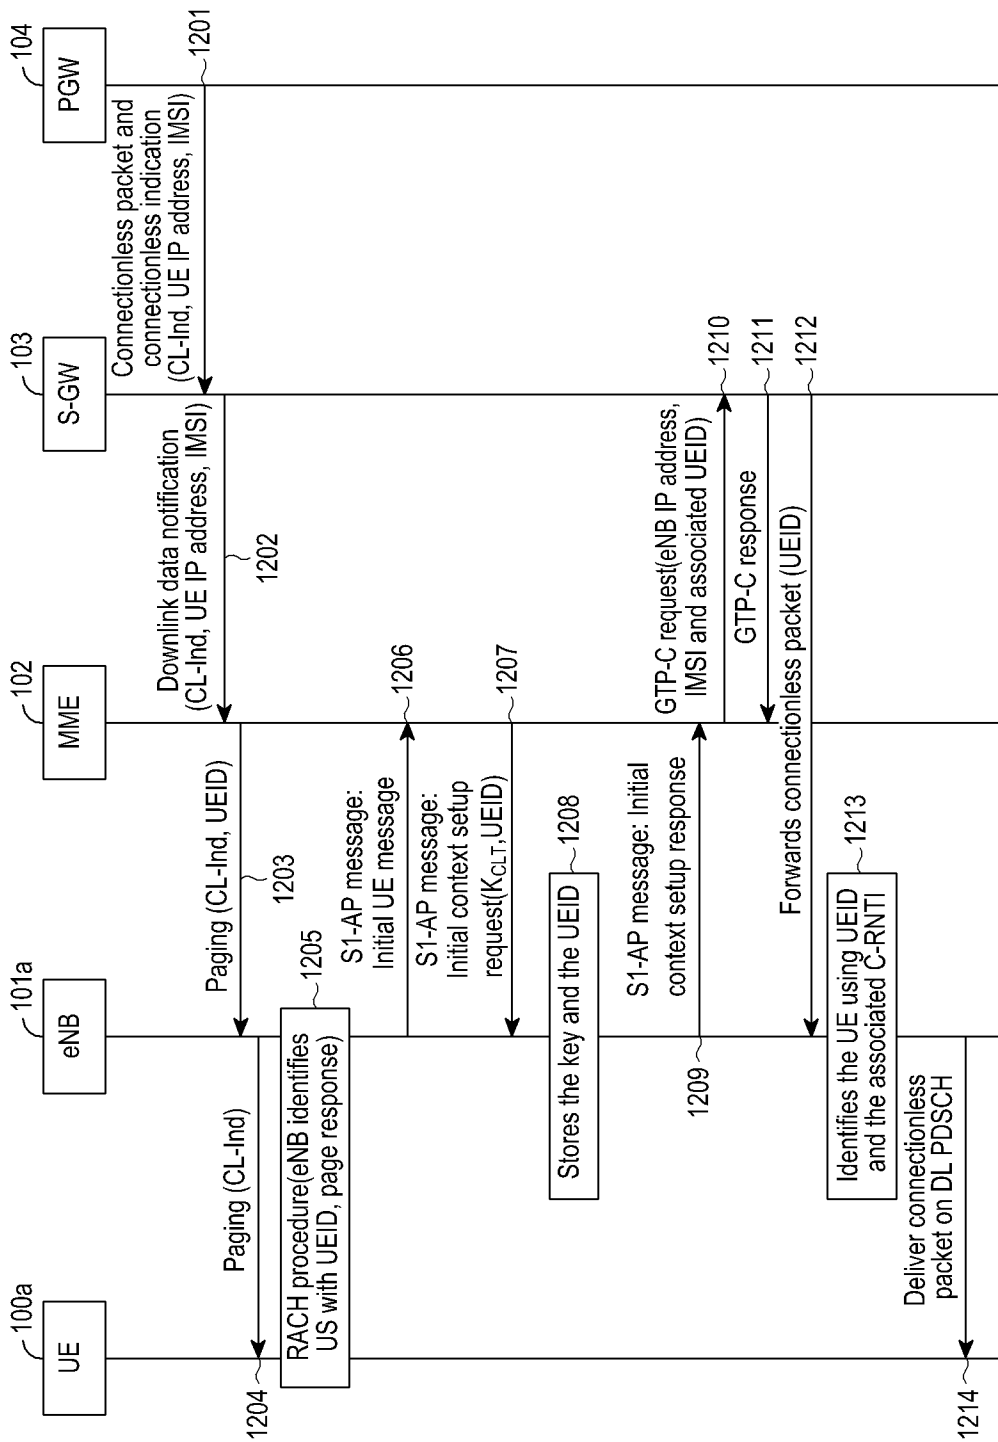 100a
UE
101a
eNB
102
MME
103
S-GW
104
PGW
Connectionless packet and
connectionless indication
(CL-Ind, UE IP address, IMSI)
1201
Downlink data notification
(CL-Ind, UE IP address, IMSI)
1202
Paging (CL-Ind, UEID)
1203
Paging (CL-Ind)
1204
RACH procedure(eNB identifies
US with UEID, page response)
1205
S1-AP message:
Initial UE message
1206
S1-AP message:
Initial context setup
request(KCLT,UEID)
1207
Stores the key and the UEID
1208
S1-AP message: Initial
context setup response
1209
GTP-C request(eNB IP address,
IMSI and associated UEID)
1210
GTP-C response
1211
Forwards connectionless packet (UEID)
1212
Identifies the UE using UEID
and the associated C-RNTI
1213
Deliver connectionless
packet on DL PDSCH
1214